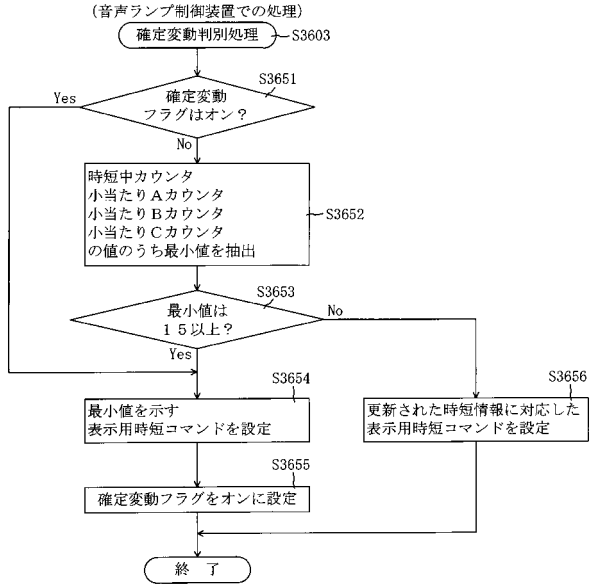 (音声ランプ制御装置での処理)
確定変動判別処理
S3603
S3651
確定変動
フラグはオン？
Yes
No
時短中カウンタ
小当たりＡカウンタ
小当たりＢカウンタ
小当たりＣカウンタ
の値のうち最小値を抽出
S3652
S3653
最小値は
１５以上？
No
Yes
S3654
最小値を示す
表示用時短コマンドを設定
S3656
更新された時短情報に対応した
表示用時短コマンドを設定
S3655
確定変動フラグをオンに設定
終　了